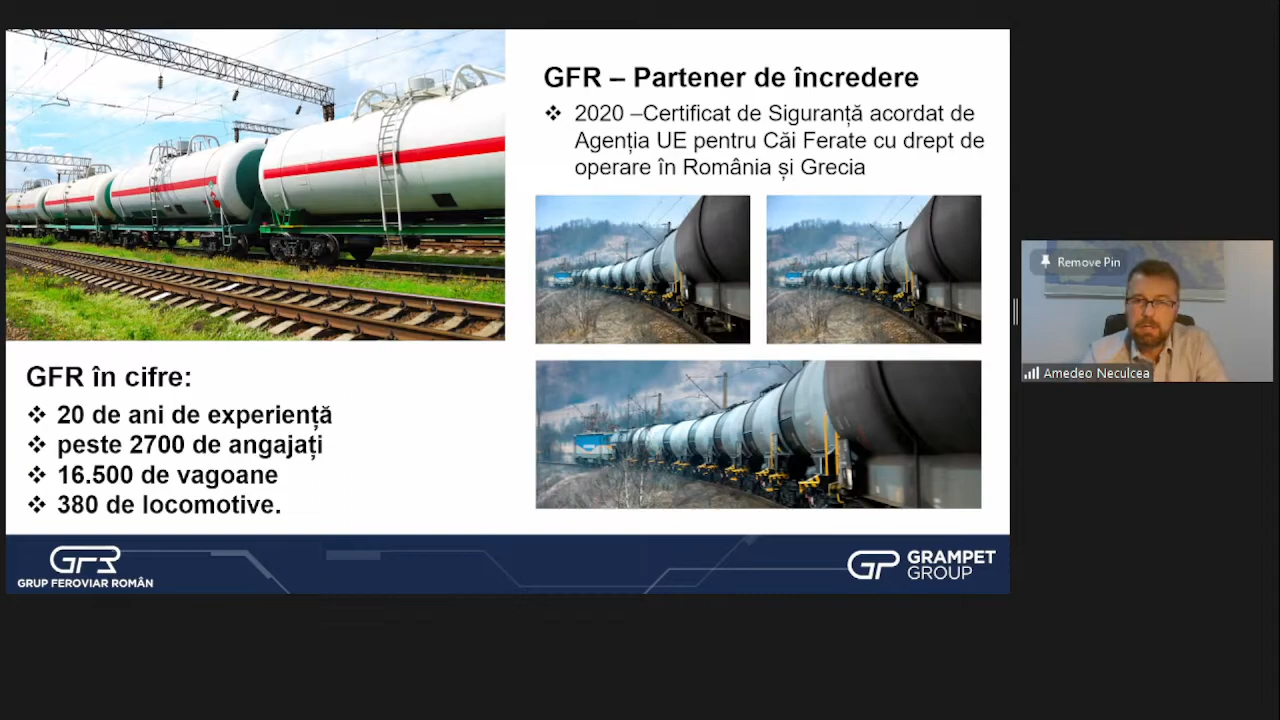 GFR – Partener de încredere
❖ 2020 –Certificat de Siguranță acordat de
Agenția UE pentru Căi Ferate cu drept de
operare în România și Grecia
GFR în cifre:
❖ 20 de ani de experiență
❖ peste 2700 de angajați
❖ 16.500 de vagoane
❖ 380 de locomotive.
GFR
GRUP FEROVIAR ROMÂN
GP GRAMPET
GROUP
Remove Pin
Amedeo Neculcea